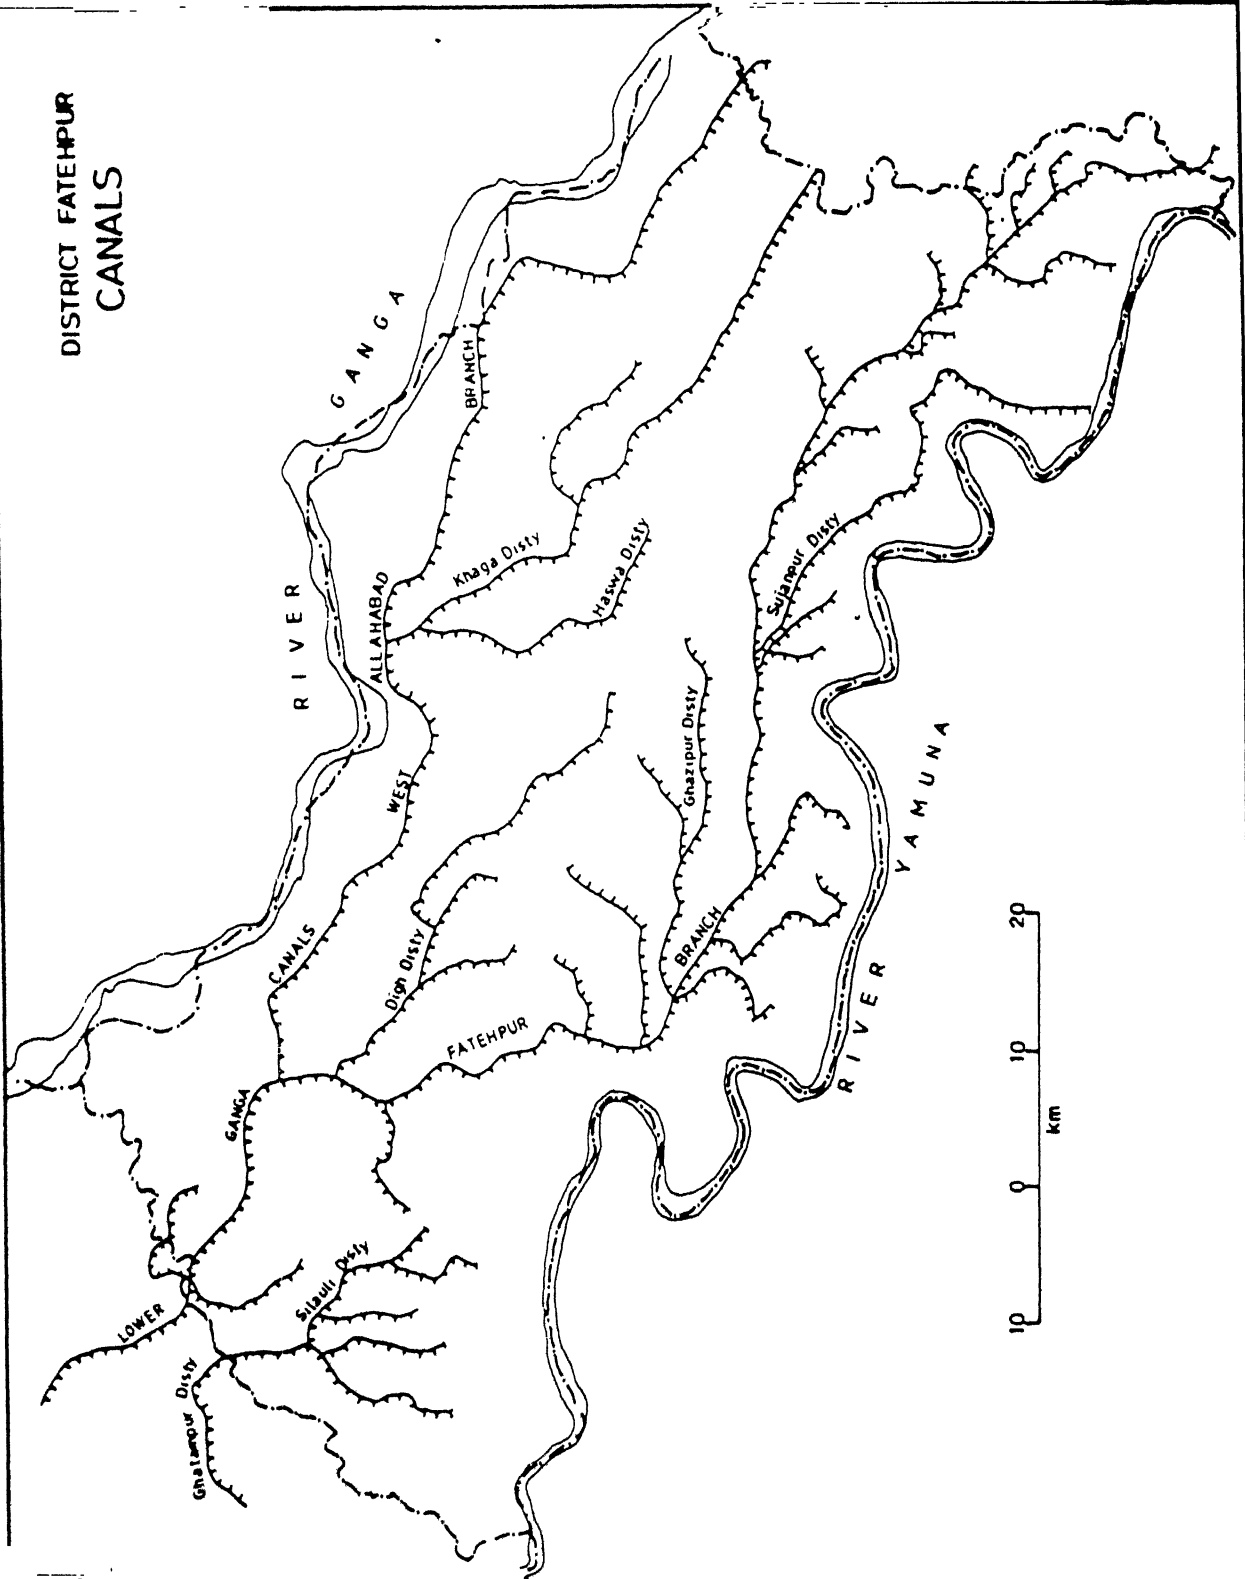 DISTRICT FATEHPUR
CANALS
RIVER GANGA
LOWER GANGA CANALS WEST ALLAHABAD BRANCH
Khaga Disty
Haswa Disty
Digh Disty
FATEHPUR BRANCH
Ghazipur Disty
Sujanpur Disty
Silauli Disty
Ghatampur Disty
RIVER YAMUNA
10 0 10 20
km